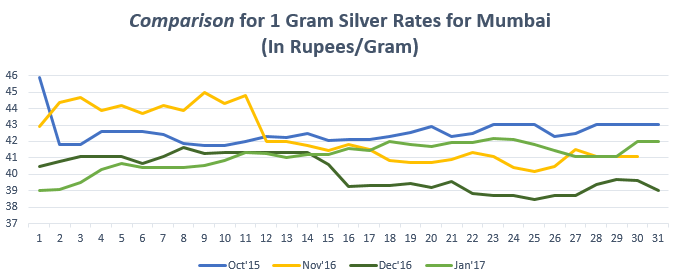 Comparison for 1 Gram Silver Rates for Mumbai
(In Rupees/Gram)
46
45
44
43
42
41
40
39
38
37
1 2 3 4 5 6 7 8 9 10 11 12 13 14 15 16 17 18 19 20 21 22 23 24 25 26 27 28 29 30 31
Oct'15 Nov'16 Dec'16 Jan'17